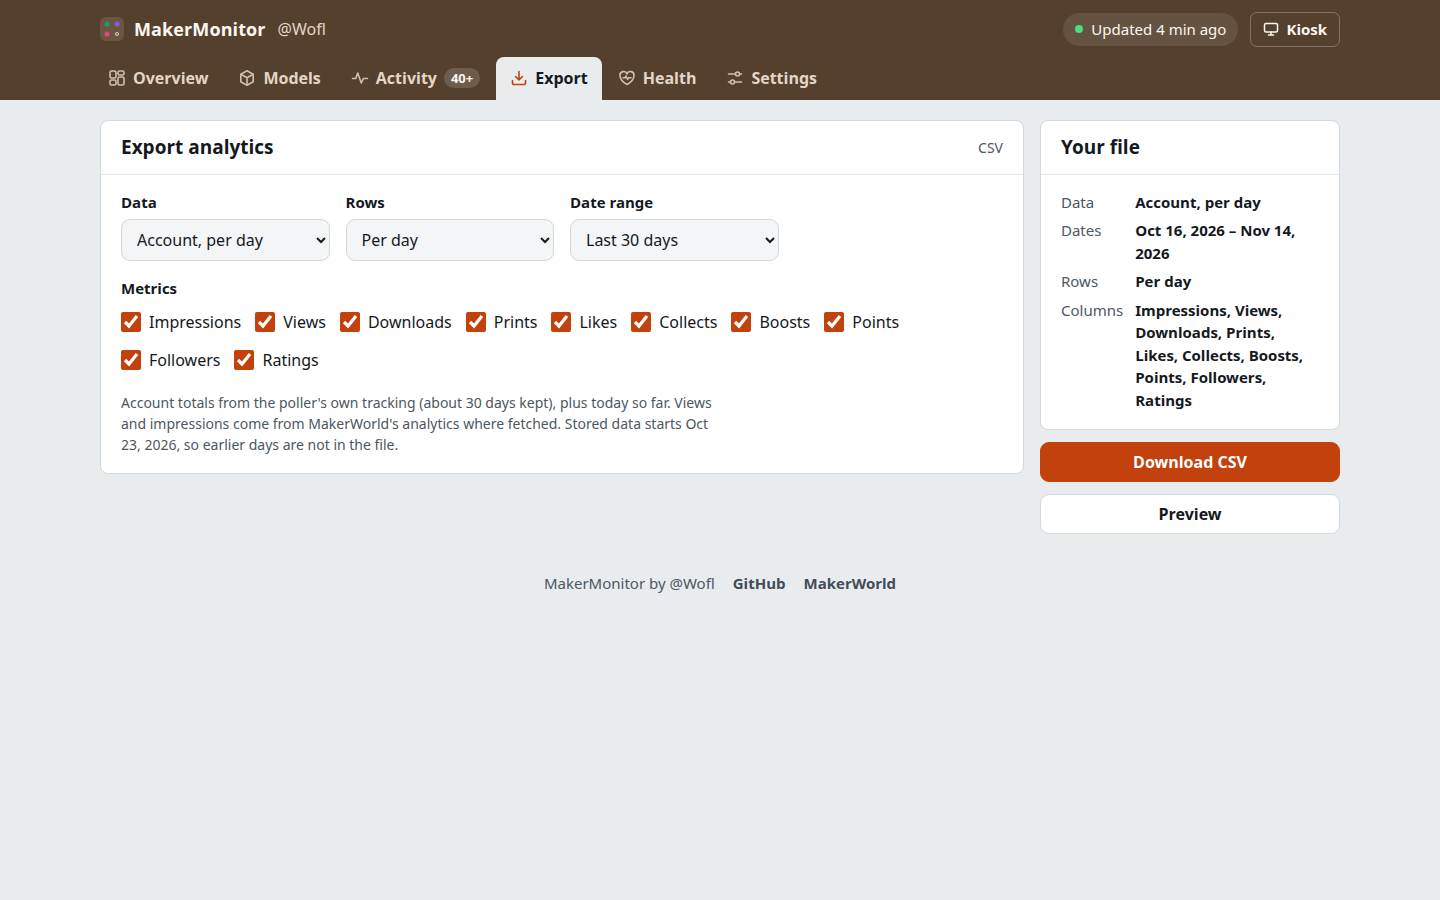 MakerMonitor @Wofl
Updated 4 min ago
Kiosk
Overview
Models
Activity 40+
Export
Health
Settings
Export analytics
CSV
Data
Rows
Date range
Account, per day
Per day
Last 30 days
Metrics
Impressions
Views
Downloads
Prints
Likes
Collects
Boosts
Points
Followers
Ratings
Account totals from the poller's own tracking (about 30 days kept), plus today so far. Views
and impressions come from MakerWorld's analytics where fetched. Stored data starts Oct
23, 2026, so earlier days are not in the file.
Your file
Data Account, per day
Dates Oct 16, 2026 – Nov 14,
2026
Rows Per day
Columns Impressions, Views,
Downloads, Prints,
Likes, Collects, Boosts,
Points, Followers,
Ratings
Download CSV
Preview
MakerMonitor by @Wofl GitHub MakerWorld